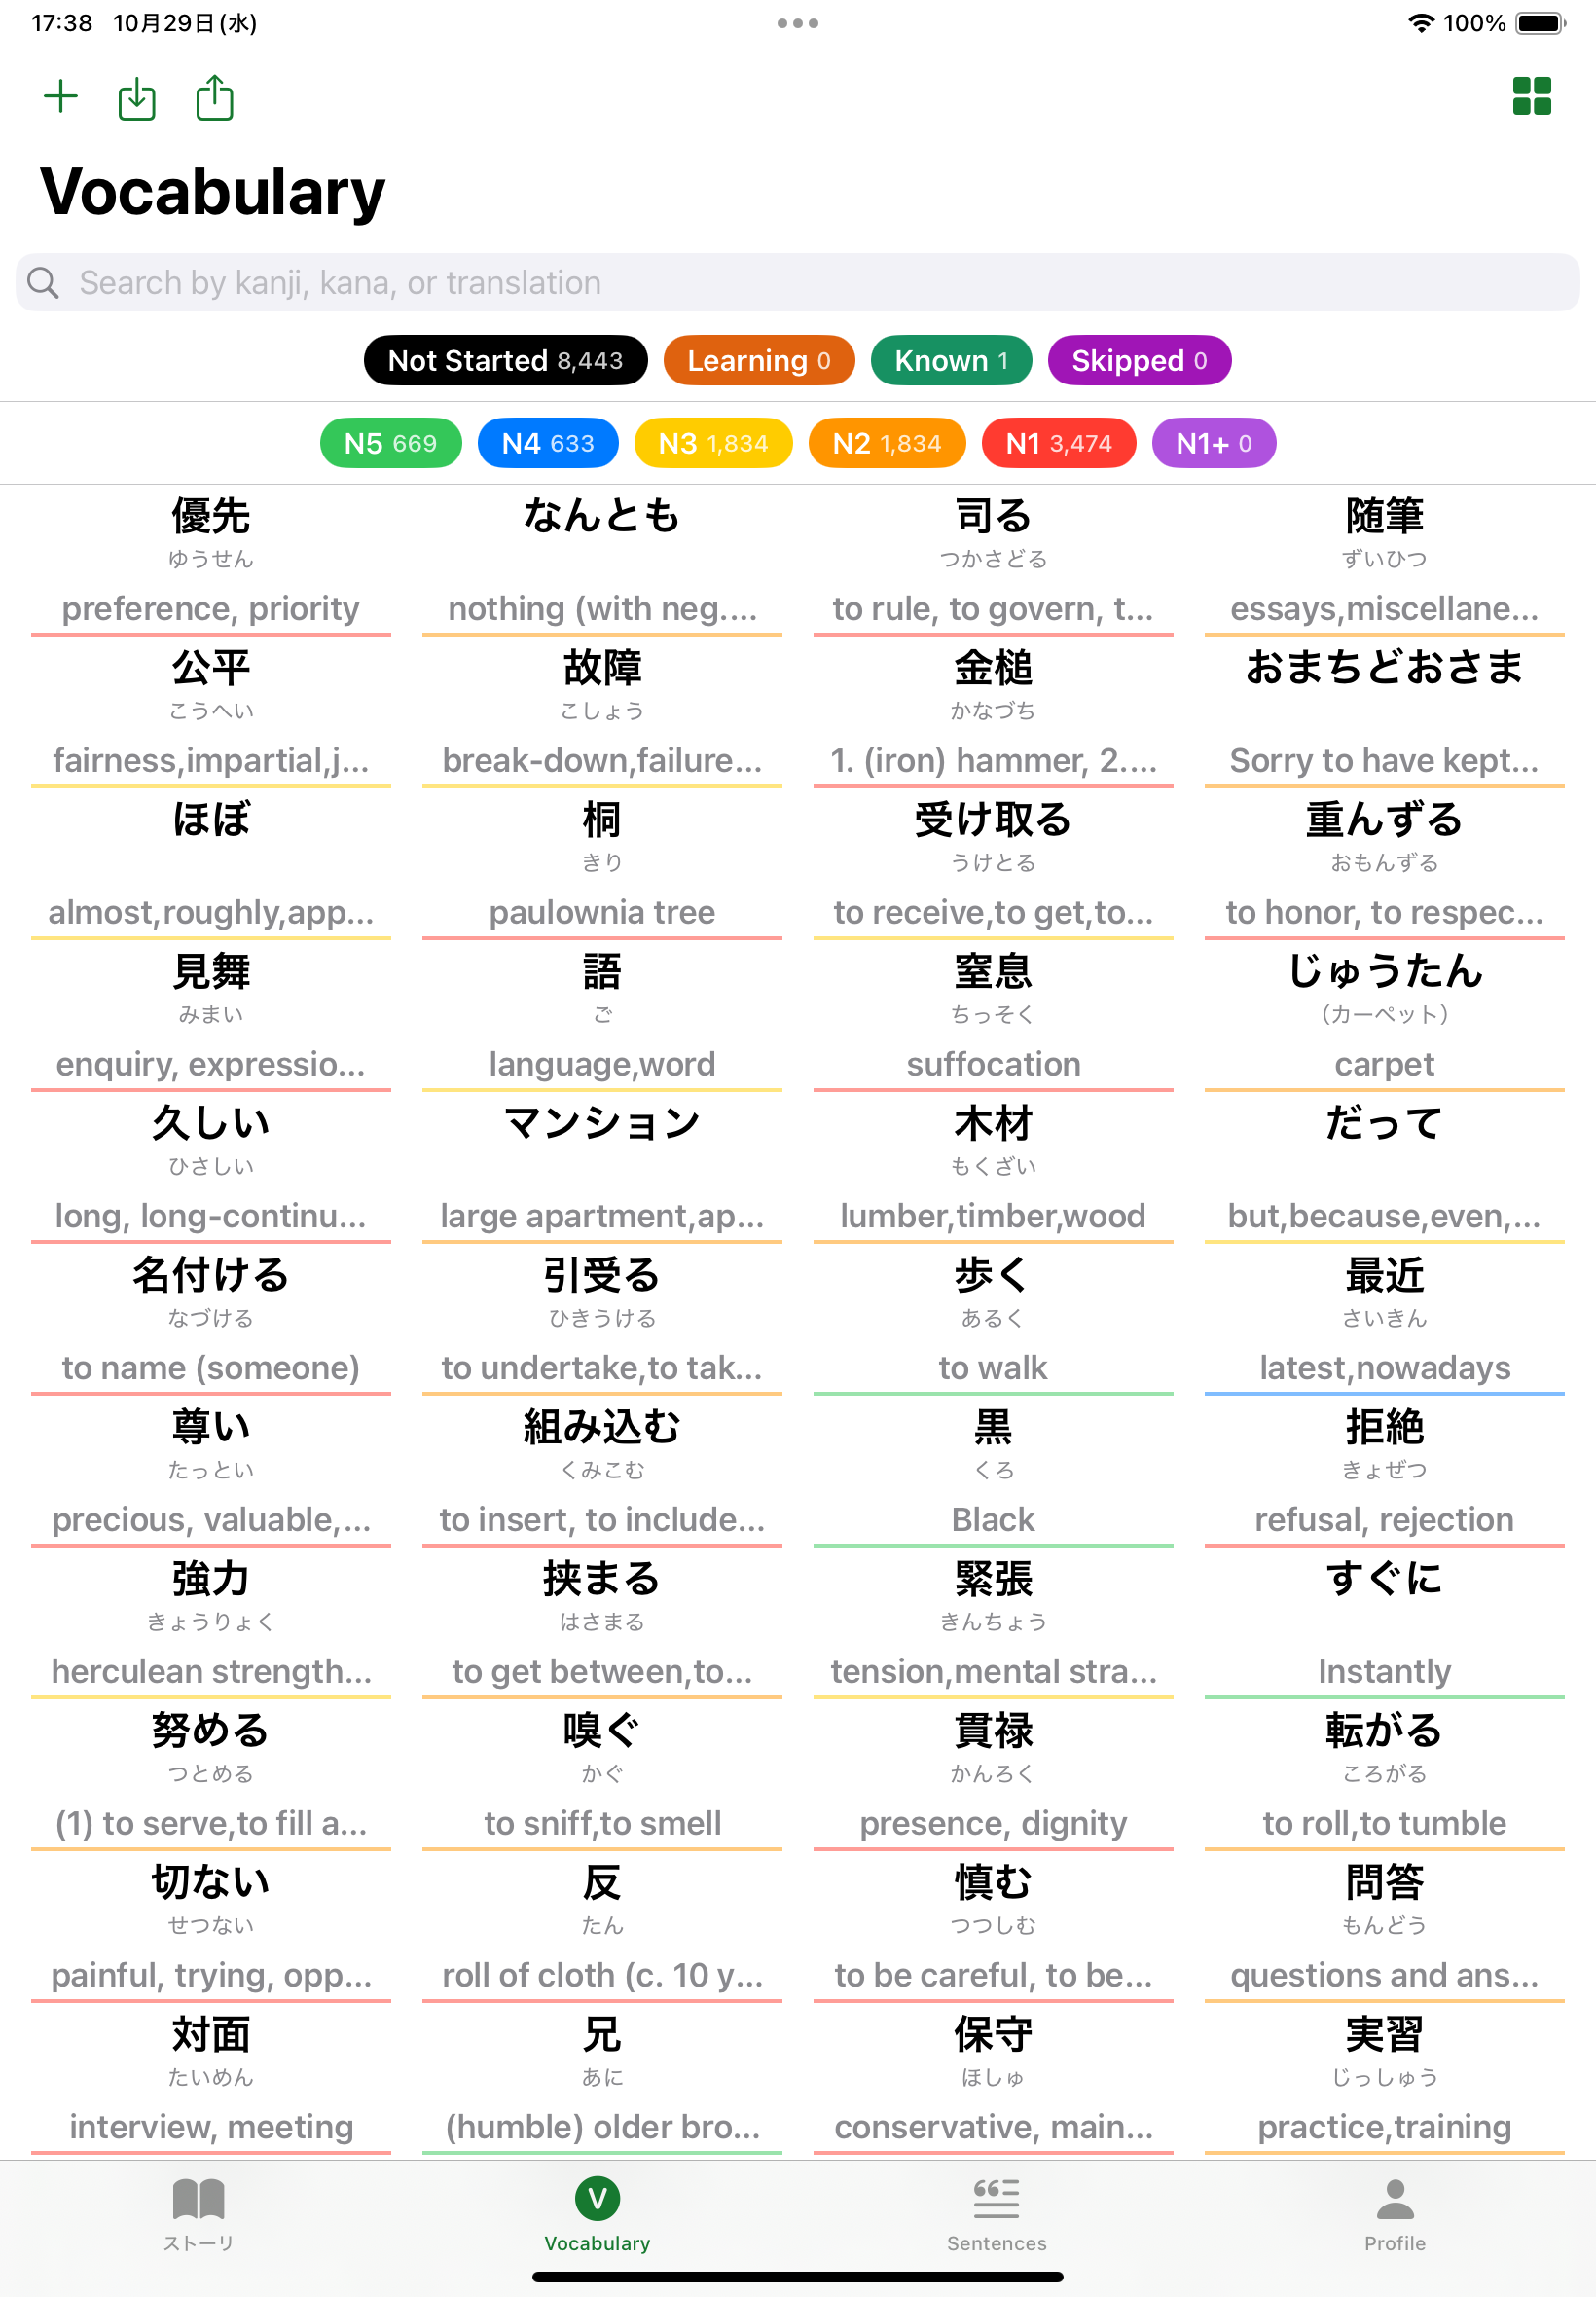 17:38 10月29日(水)
100%
Vocabulary
Search by kanji, kana, or translation
Not Started 8,443 Learning 0 Known 1 Skipped 0
N5 669 N4 633 N3 1,834 N2 1,834 N1 3,474 N1+ 0
優先 なんとも 司る 随筆
ゆうせん つかさどる ずいひつ
preference, priority nothing (with neg.... to rule, to govern, t... essays,miscellane...
公平 故障 金槌 おまちどおさま
こうへい こしょう かなづち
fairness,impartial,j... break-down,failure... 1. (iron) hammer, 2.... Sorry to have kept...
ほぼ 桐 受け取る 重んずる
きり うけとる おもんずる
almost,roughly,app... paulownia tree to receive,to get,to... to honor, to respec...
見舞 語 窒息 じゅうたん
みまい ご ちっそく （カーペット）
enquiry, expressio... language,word suffocation carpet
久しい マンション 木材 だって
ひさしい もくざい
long, long-continu... large apartment,ap... lumber,timber,wood but,because,even,...
名付ける 引受る 歩く 最近
なづける ひきうける あるく さいきん
to name (someone) to undertake,to tak... to walk latest,nowadays
尊い 組み込む 黒 拒絶
たっとい くみこむ くろ きょぜつ
precious, valuable,... to insert, to include... Black refusal, rejection
強力 挟まる 緊張 すぐに
きょうりょく はさまる きんちょう
herculean strength... to get between,to... tension,mental stra... Instantly
努める 嗅ぐ 貫禄 転がる
つとめる かぐ かんろく ころがる
(1) to serve,to fill a... to sniff,to smell presence, dignity to roll,to tumble
切ない 反 慎む 問答
せつない たん つつしむ もんどう
painful, trying, opp... roll of cloth (c. 10 y... to be careful, to be... questions and ans...
対面 兄 保守 実習
たいめん あに ほしゅ じっしゅう
interview, meeting (humble) older bro... conservative, main... practice,training
V
ストーリ Vocabulary Sentences Profile